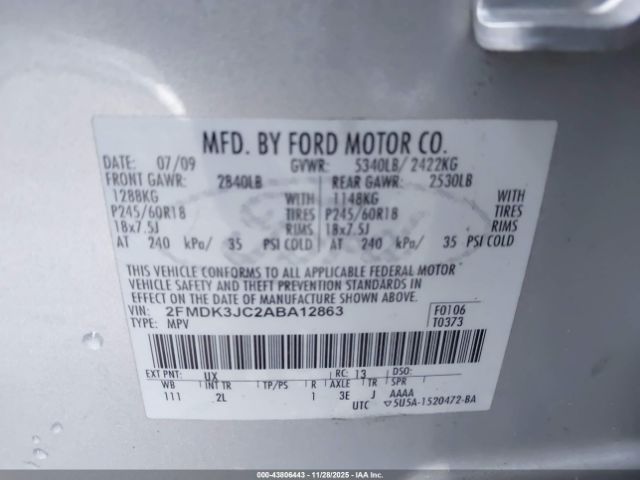 MFD. BY FORD MOTOR CO.
DATE: 07/09 GVWR: 5340LB/ 2422KG
FRONT GAWR: 2840LB REAR GAWR: 2530LB
1288KG WITH 1148KG WITH
P245/60R18 TIRES P245/60R18 TIRES
18x7.5J RIMS 18x7.5J RIMS
AT 240 kPa/ 35 PSI COLD AT 240 kPa/ 35 PSI COLD
THIS VEHICLE CONFORMS TO ALL APPLICABLE FEDERAL MOTOR
VEHICLE SAFETY AND THEFT PREVENTION STANDARDS IN
EFFECT ON THE DATE OF MANUFACTURE SHOWN ABOVE.
VIN: 2FMDK3JC2ABA12863 F0106
TYPE: MPV T0373
EXT PNT: UX RC: 13 DSO:
WB INT TR TP/PS R AXLE TR SPR
111 2L 1 3E J AAAA
UTC ▽5U5A-1520472-BA
000-43806443 - 11/28/2025 - IAA, Inc.